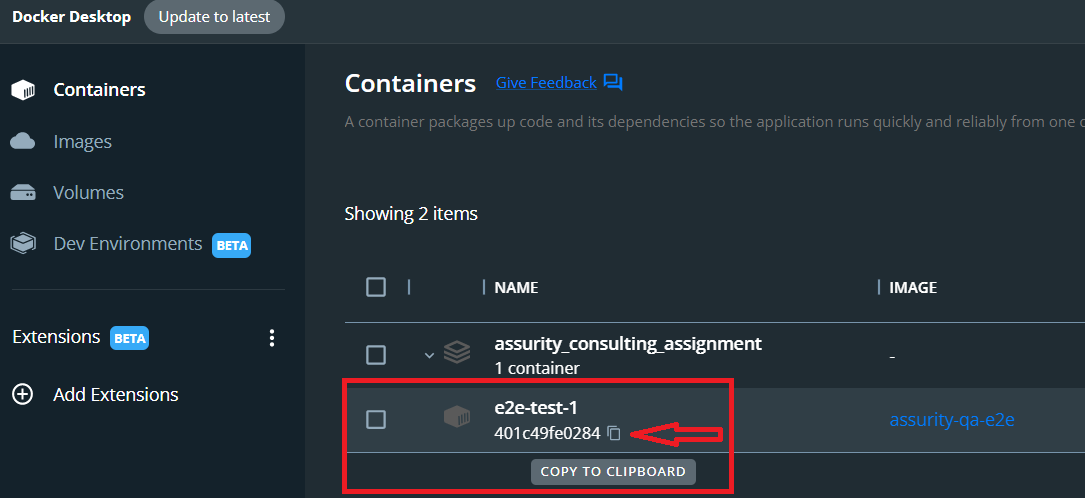 Docker Desktop Update to latest
Containers
Images
Volumes
Dev Environments BETA
Extensions BETA
Add Extensions
Containers Give Feedback
A container packages up code and its dependencies so the application runs quickly and reliably from one
Showing 2 items
NAME IMAGE
assurity_consulting_assignment -
1 container
e2e-test-1 assurity-qa-e2e
401c49fe0284
COPY TO CLIPBOARD